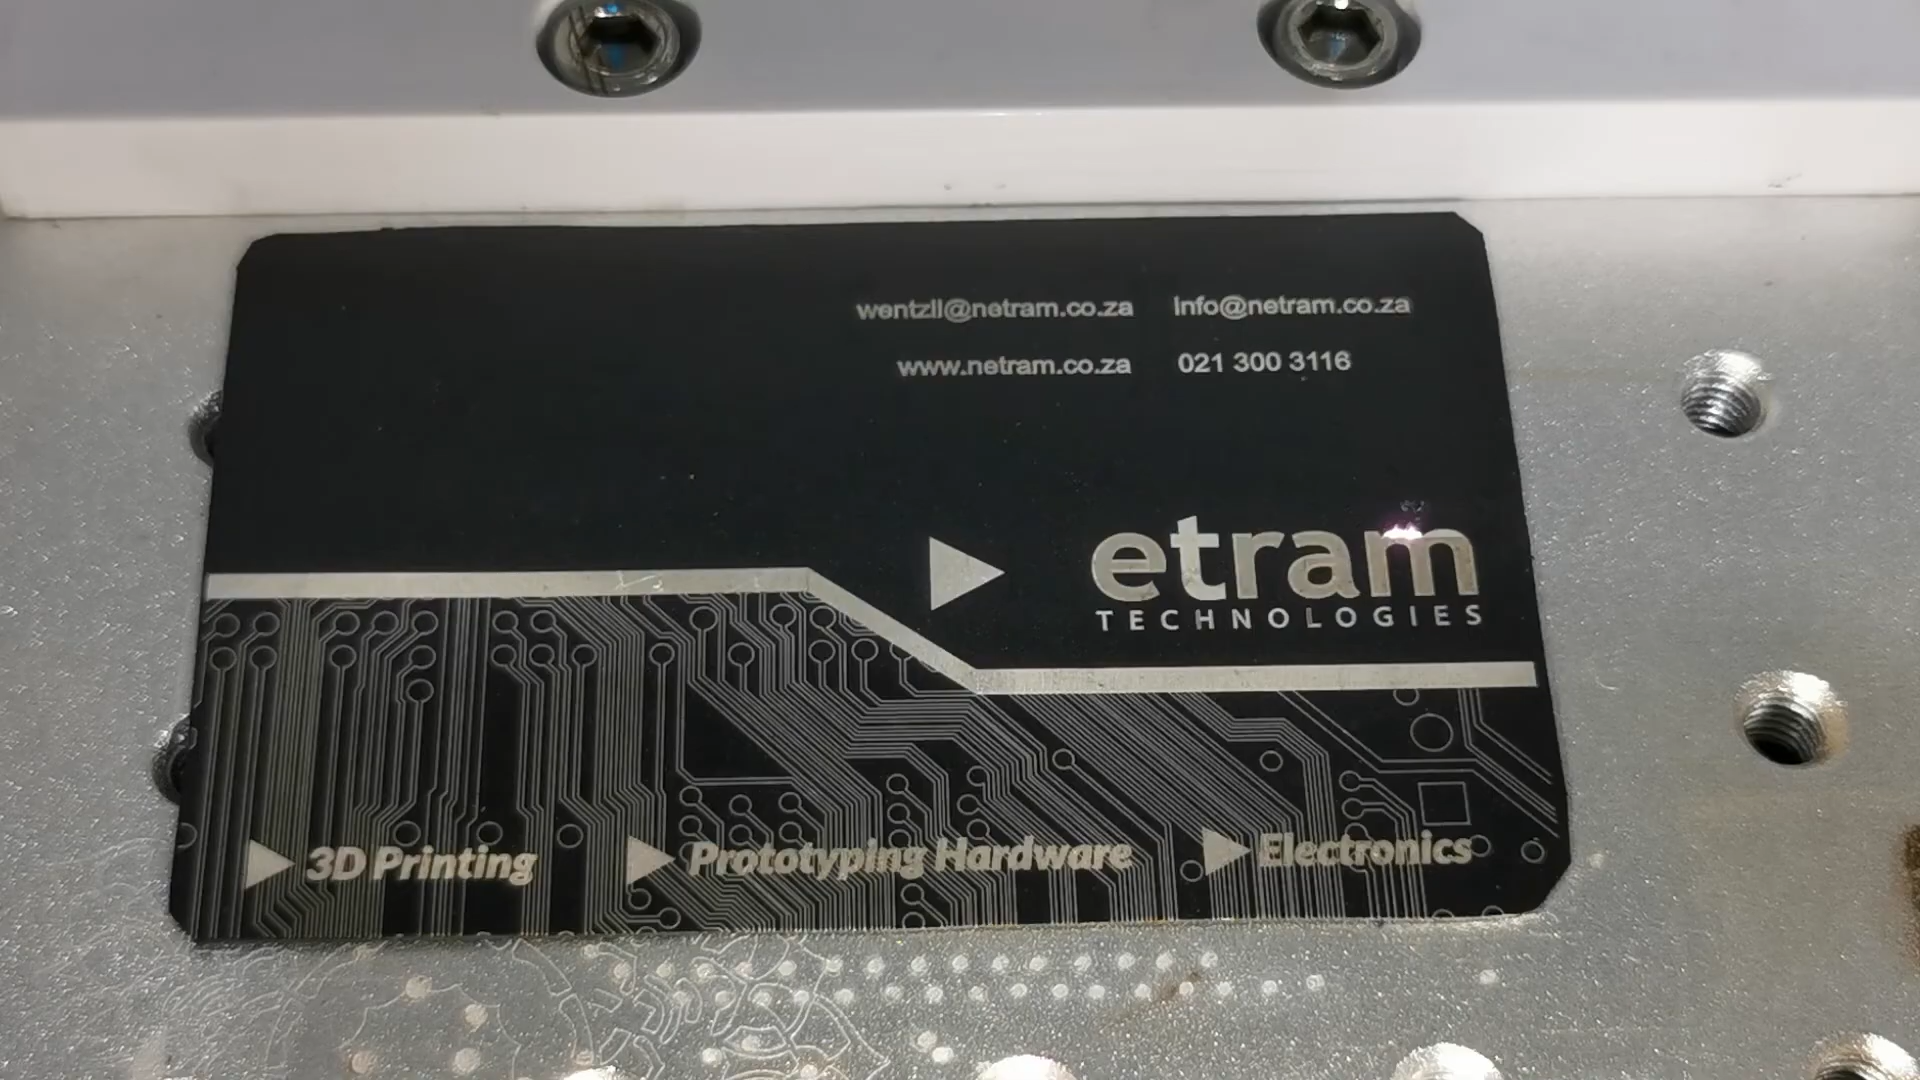 wentzll@netram.co.za
info@netram.co.za
www.netram.co.za
021 300 3116
etram
TECHNOLOGIES
3D Printing
Prototyping Hardware
Electronics